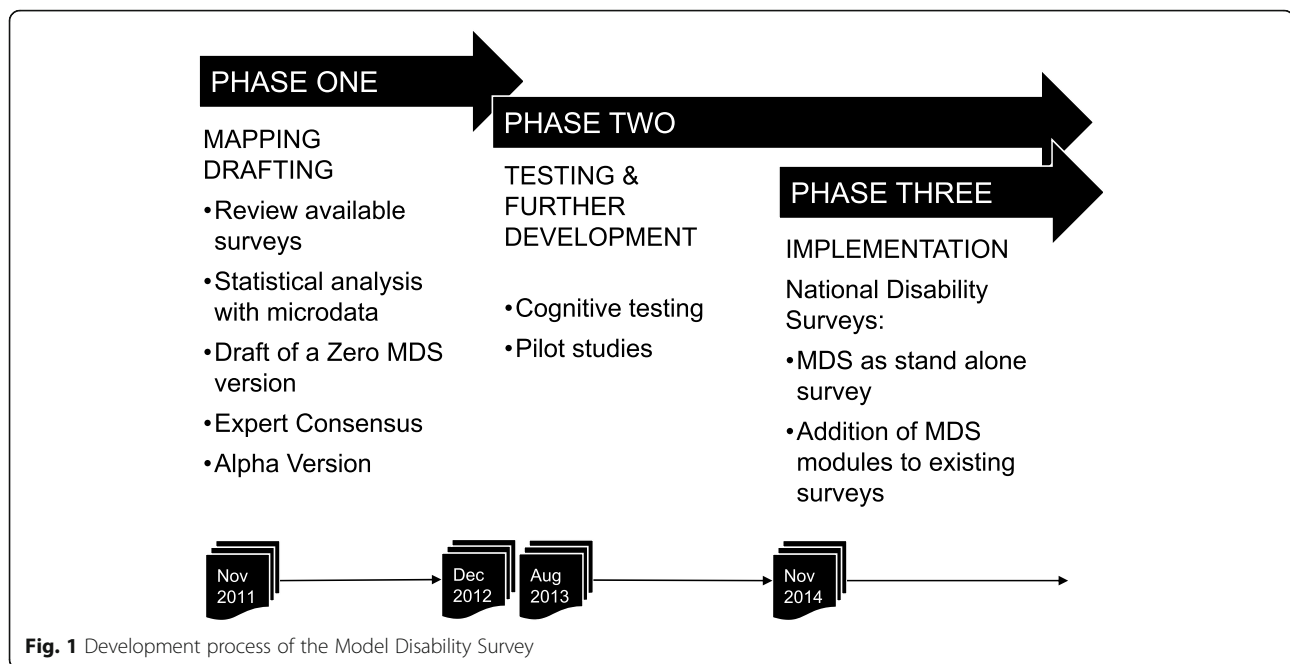 PHASE ONE
MAPPING
DRAFTING
•Review available
surveys
•Statistical analysis
with microdata
•Draft of a Zero MDS
version
•Expert Consensus
•Alpha Version
PHASE TWO
TESTING &
FURTHER
DEVELOPMENT
•Cognitive testing
•Pilot studies
PHASE THREE
IMPLEMENTATION
National Disability
Surveys:
•MDS as stand alone
survey
•Addition of MDS
modules to existing
surveys
Nov
2011
Dec
2012
Aug
2013
Nov
2014
Fig. 1 Development process of the Model Disability Survey